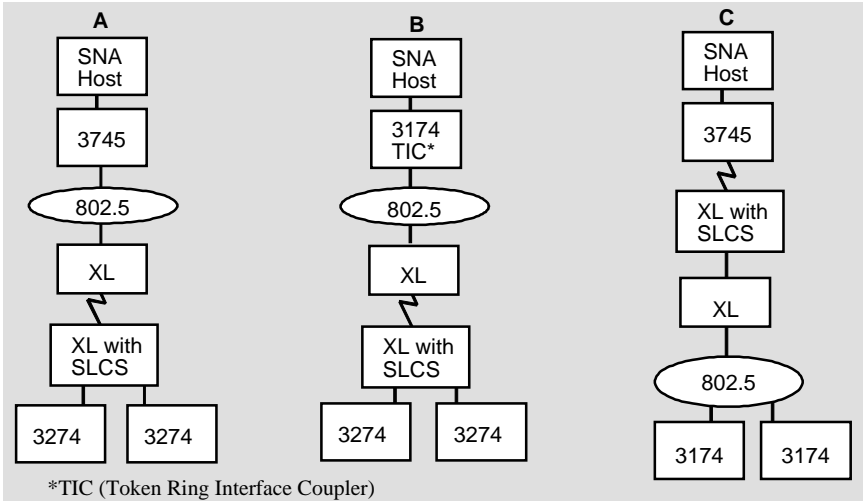 A
SNA
Host
3745
802.5
XL
XL with
SLCS
3274
3274
B
SNA
Host
3174
TIC*
802.5
XL
XL with
SLCS
3274
3274
C
SNA
Host
3745
XL with
SLCS
XL
802.5
3174
3174
*TIC (Token Ring Interface Coupler)